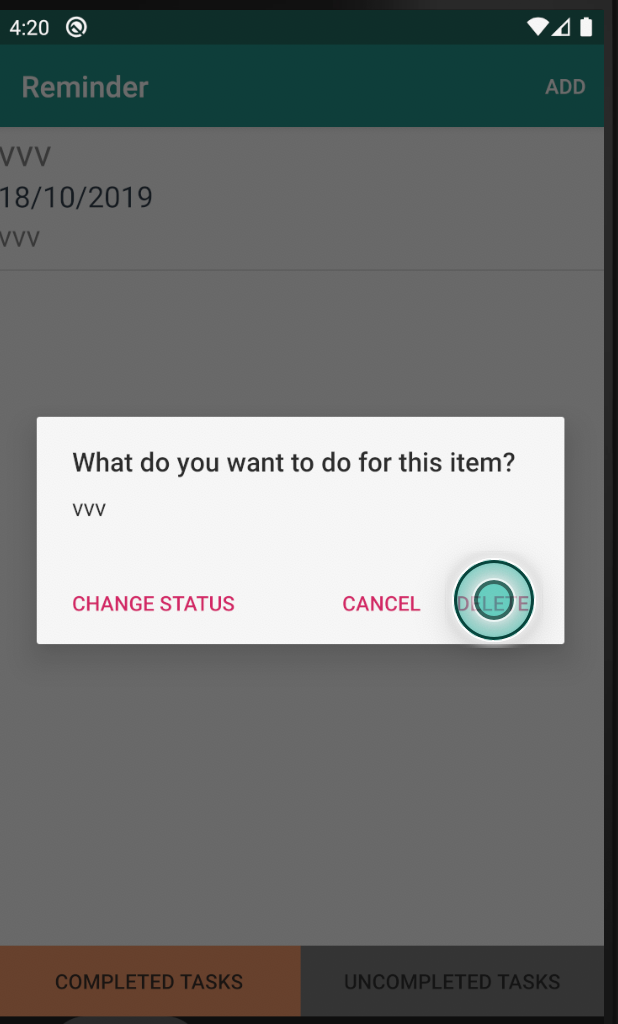 4:20
Reminder ADD
VVV
18/10/2019
VVV
What do you want to do for this item?
vvv
CHANGE STATUS CANCEL DELETE
COMPLETED TASKS UNCOMPLETED TASKS